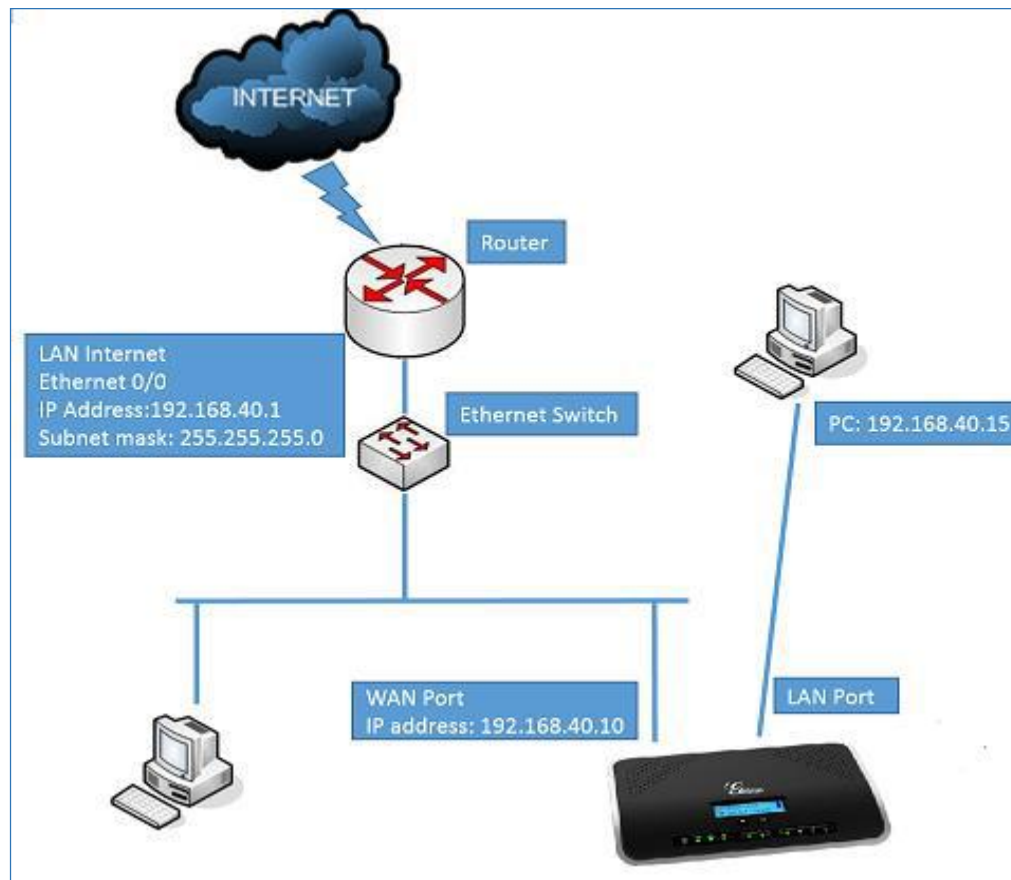 INTERNET
Router
LAN Internet
Ethernet 0/0
IP Address:192.168.40.1
Subnet mask: 255.255.255.0
Ethernet Switch
PC: 192.168.40.15
WAN Port
IP address: 192.168.40.10
LAN Port